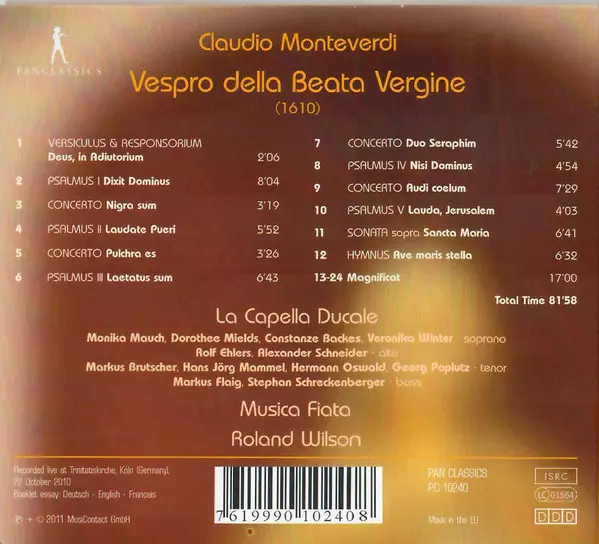 PANCLASSICS
Claudio Monteverdi
Vespro della Beata Vergine
(1610)
1 VERSICULUS & RESPONSORIUM
Deus, in Adiutorium 2'06
2 PSALMUS I Dixit Dominus 8'04
3 CONCERTO Nigra sum 3'19
4 PSALMUS II Laudate Pueri 5'52
5 CONCERTO Pulchra es 3'26
6 PSALMUS III Laetatus sum 6'43
7 CONCERTO Duo Seraphim 5'42
8 PSALMUS IV Nisi Dominus 4'54
9 CONCERTO Audi coelum 7'29
10 PSALMUS V Lauda, Jerusalem 4'03
11 SONATA sopra Sancta Maria 6'41
12 HYMNUS Ave maris stella 6'32
13-24 Magnificat 17'00
Total Time 81'58
La Capella Ducale
Monika Mauch, Dorothee Mields, Constanze Backes, Veronika Winter · soprano
Rolf Ehlers, Alexander Schneider · alto
Markus Brutscher, Hans Jörg Mammel, Hermann Oswald, Georg Poplutz · tenor
Markus Flaig, Stephan Schreckenberger · bass
Musica Fiata
Roland Wilson
Recorded live at Trinitatiskirche, Köln (Germany),
22 October 2010
Booklet essay: Deutsch - English - Francais
℗ + © 2011 MusiContact GmbH
7619990102408
PAN CLASSICS
PC 10240
Made in the EU
ISRC
LC 01554
DDD